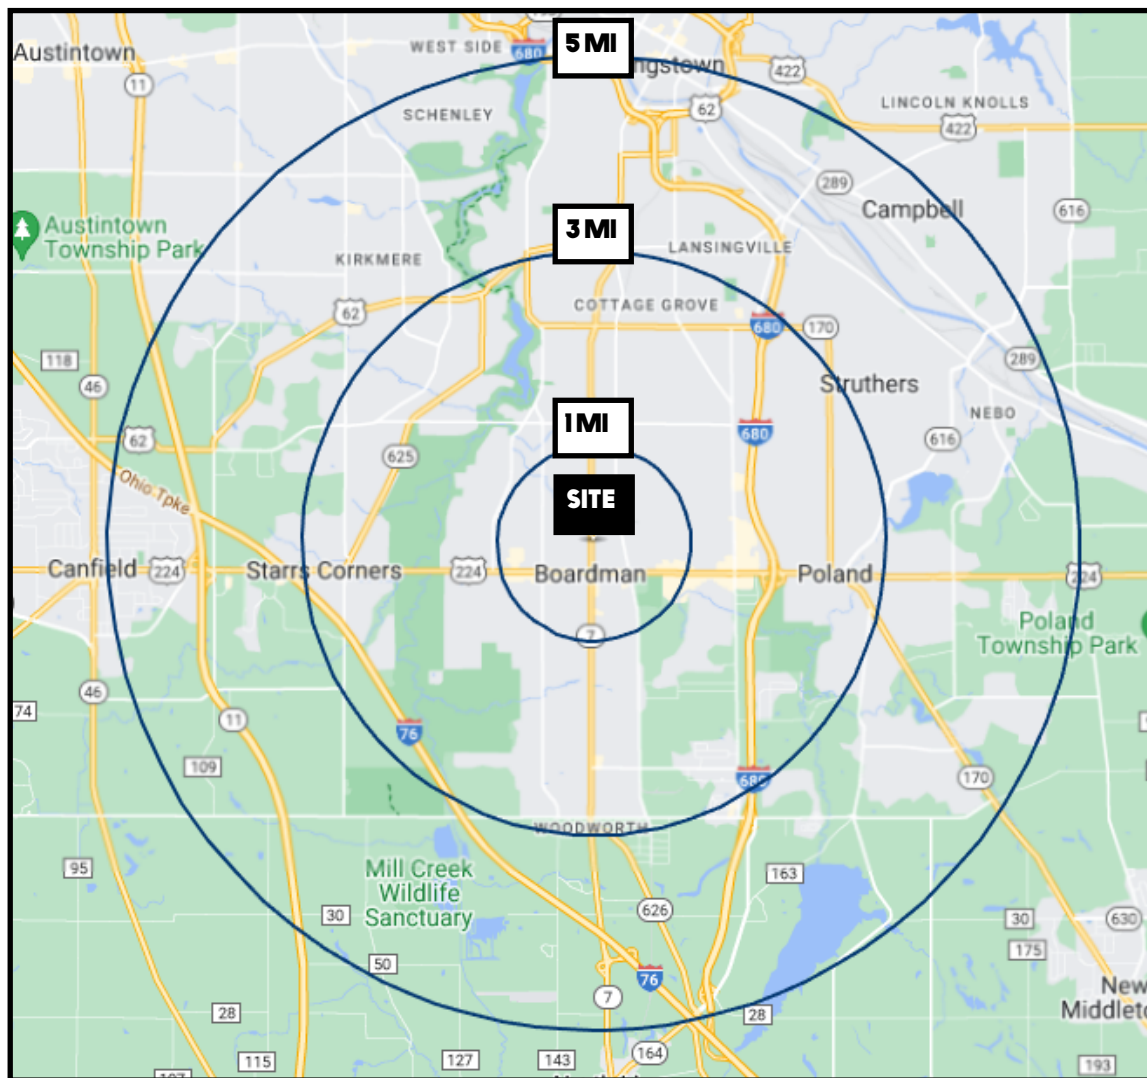 5 MI
Austintown
WEST SIDE
680
ngstown
422
11
62
SCHENLEY
LINCOLN KNOLLS
422
289
Campbell
616
Austintown
Township Park
3 MI
KIRKMERE
LANSINGVILLE
62
COTTAGE GROVE
680
170
118
289
46
Struthers
1 MI
NEBO
62
680
616
625
Ohio Tpke
SITE
Canfield
224
Starrs Corners
224
Boardman
Poland
224
7
Poland
Township Park
46
74
11
76
109
680
170
WOODWORTH
95
Mill Creek
Wildlife
Sanctuary
163
30
626
30
630
175
50
76
New
Middleto
7
28
28
115
127
143
164
193